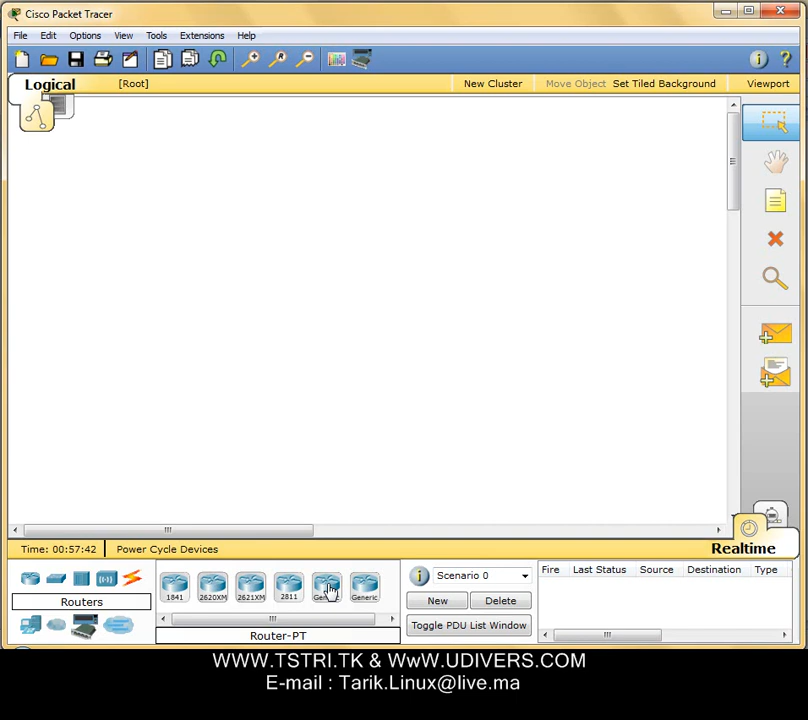 Cisco Packet Tracer
File Edit Options View Tools Extensions Help
Logical [Root] New Cluster Move Object Set Tiled Background Viewport
Time: 00:57:42 Power Cycle Devices Realtime
Routers
1841 2620XM 2621XM 2811 Generic
Router-PT
Scenario 0
New Delete
Toggle PDU List Window
Fire Last Status Source Destination Type
WWW.TSTRI.TK & WwW.UDIVERS.COM
E-mail : Tarik.Linux@live.ma